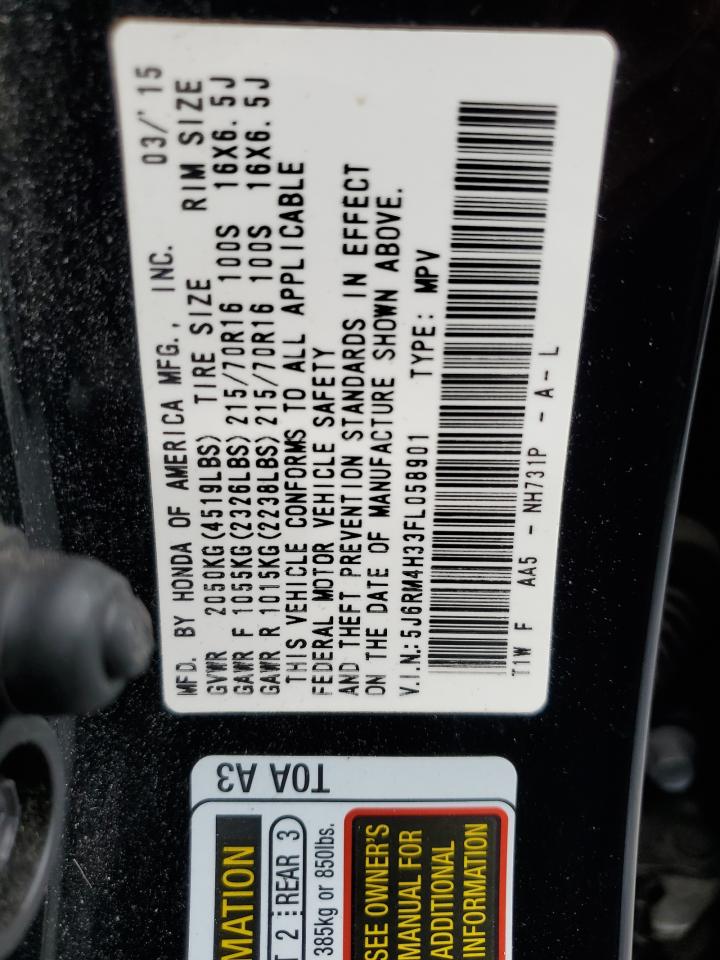 MFD. BY HONDA OF AMERICA MFG., INC. 03/'15
GVWR 2050KG(4519LBS) TIRE SIZE RIM SIZE
GAWR F 1055KG(2326LBS)215/70R16 100S 16X6.5J
GAWR R 1015KG(2238LBS)215/70R16 100S 16X6.5J
THIS VEHICLE CONFORMS TO ALL APPLICABLE
FEDERAL MOTOR VEHICLE SAFETY
AND THEFT PREVENTION STANDARDS IN EFFECT
ON THE DATE OF MANUFACTURE SHOWN ABOVE.
V.I.N.:5J6RM4H33FL058901 TYPE: MPV
T1W F AA5 - NH731P - A - L
T0A A3
2 REAR 3
385kg or 850lbs.
SEE OWNER'S
MANUAL FOR
ADDITIONAL
INFORMATION